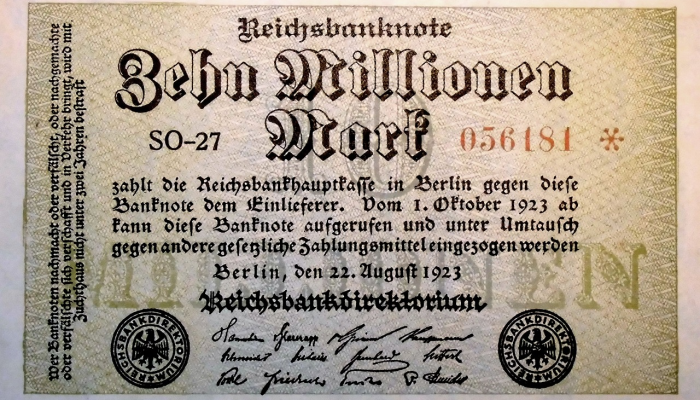 Reichsbanknote
Zehn Millionen
Mark
SO-27
056181 *
zahlt die Reichsbankhauptkasse in Berlin gegen diese
Banknote dem Einlieferer. Vom 1. Oktober 1923 ab
kann diese Banknote aufgerufen und unter Umtausch
gegen andere gesetzliche Zahlungsmittel eingezogen werden
Berlin, den 22. August 1923
Reichsbankdirektorium
REICHSBANKDIREKTORIUM
REICHSBANKDIREKTORIUM
Wer Banknoten nachmacht oder verfälscht, oder nachgemachte
oder verfälschte sich verschafft und in Verkehr bringt, wird mit
Zuchthaus nicht unter zwei Jahren bestraft